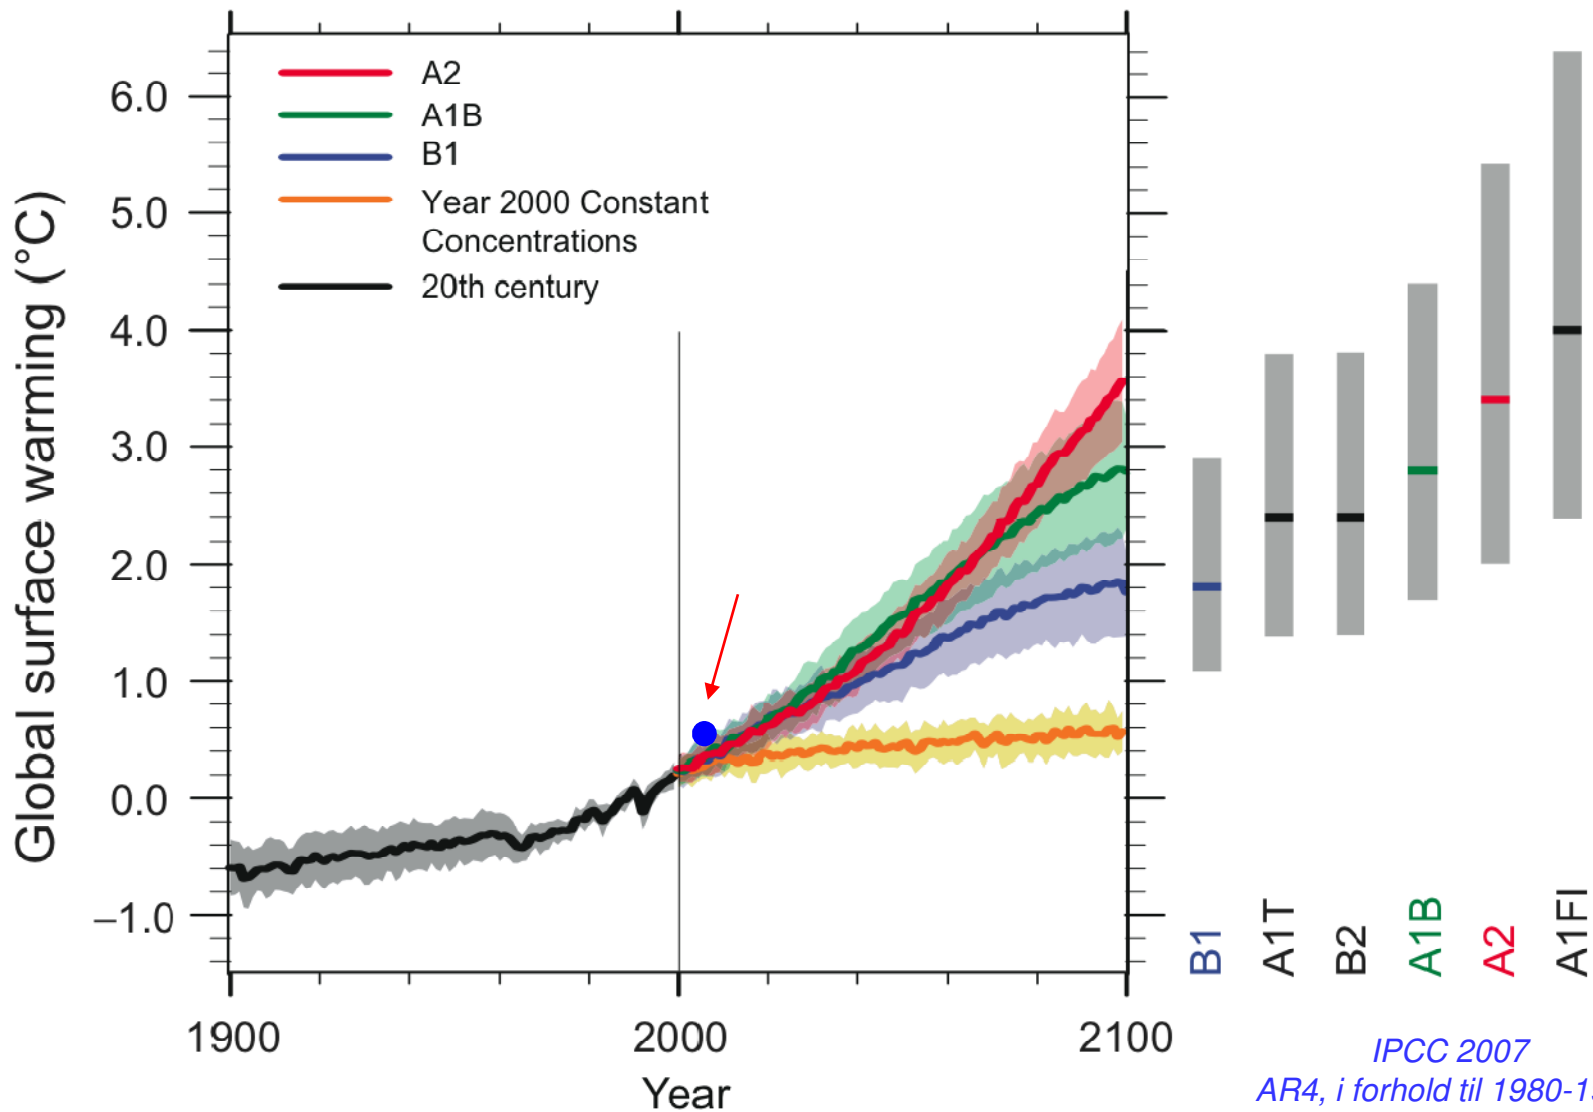 A2
A1B
B1
Year 2000 Constant
Concentrations
20th century
Global surface warming (°C)
6.0
5.0
4.0
3.0
2.0
1.0
0.0
–1.0
1900
2000
2100
Year
B1
A1T
B2
A1B
A2
A1FI
IPCC 2007
AR4, i forhold til